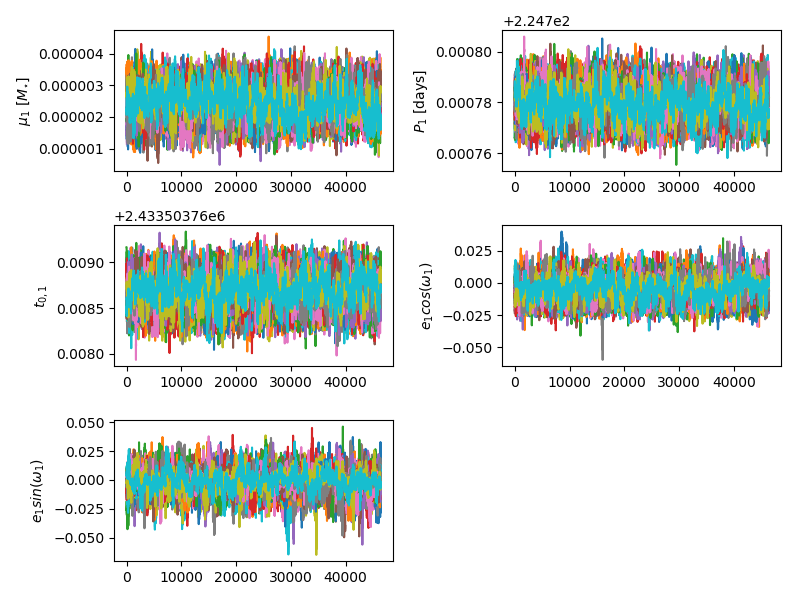 +2.247e2
0.000004
0.000003
0.000002
0.000001
μ₁ [M⋆]
0 10000 20000 30000 40000
0.00080
0.00078
0.00076
P₁ [days]
0 10000 20000 30000 40000
+2.43350376e6
0.0090
0.0085
0.0080
t₀,₁
0 10000 20000 30000 40000
0.025
0.000
−0.025
−0.050
e₁cos(ω₁)
0 10000 20000 30000 40000
0.050
0.025
0.000
−0.025
−0.050
e₁sin(ω₁)
0 10000 20000 30000 40000